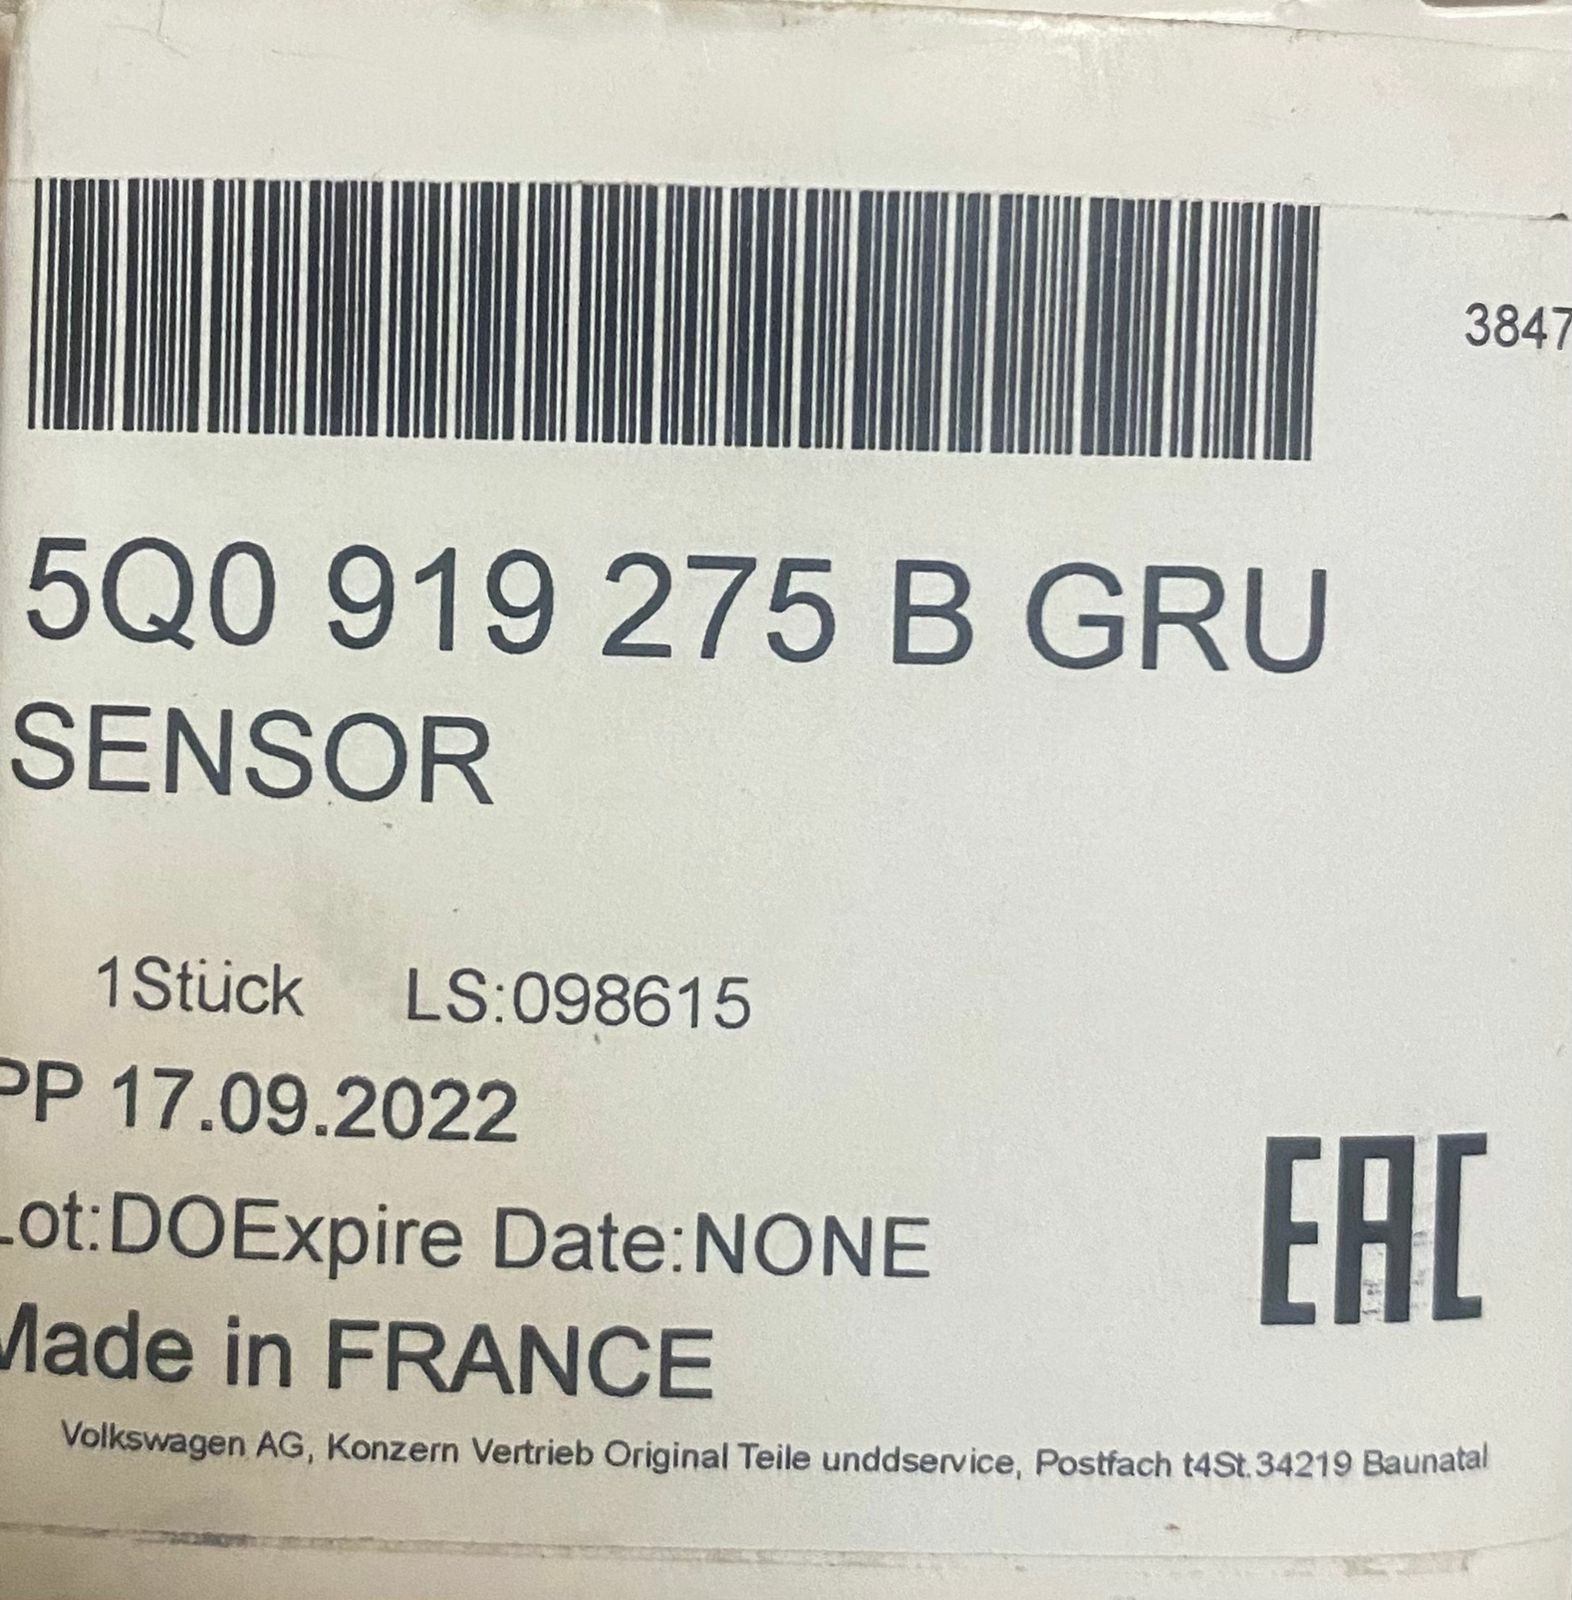 3847
5Q0 919 275 B GRU
SENSOR
1Stück LS:098615
PP 17.09.2022
Lot:DOExpire Date:NONE
EAC
Made in FRANCE
Volkswagen AG, Konzern Vertrieb Original Teile unddservice, Postfach t4St.34219 Baunatal